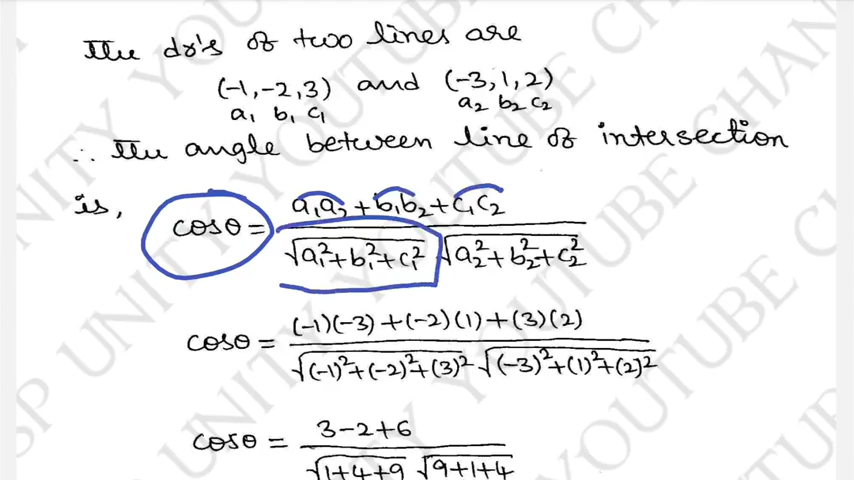 The dr's of two lines are
(-1, -2, 3) and (-3, 1, 2)
a₁ b₁ c₁ a₂ b₂ c₂
∴ The angle between line of intersection
is,
cosθ = a₁a₂ + b₁b₂ + c₁c₂ / √a₁² + b₁² + c₁² √a₂² + b₂² + c₂²
cosθ = (-1)(-3) + (-2)(1) + (3)(2) / √(-1)² + (-2)² + (3)² √(-3)² + (1)² + (2)²
cosθ = 3 - 2 + 6 / √1 + 4 + 9 √9 + 1 + 4
UNITY YOUTUBE CHAN